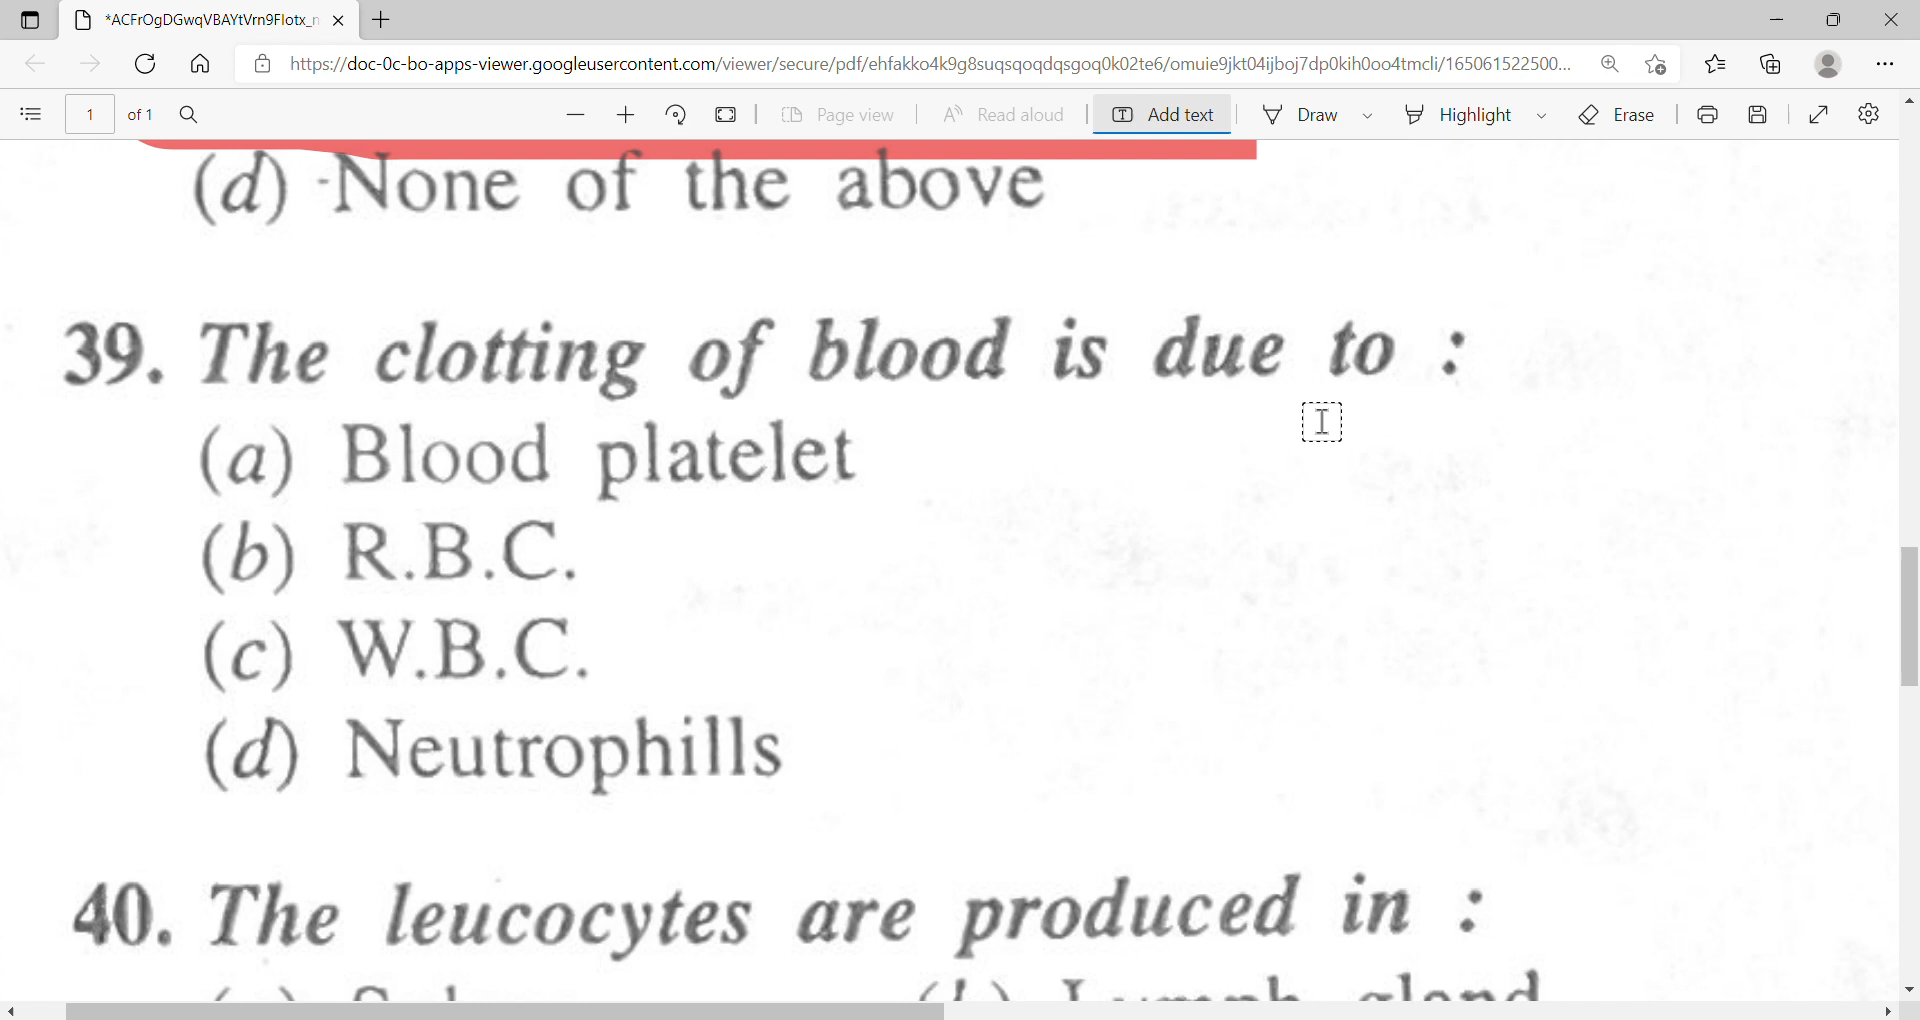 *ACFrOgDGwqVBAYtVrn9Flotx_n
https://doc-0c-bo-apps-viewer.googleusercontent.com/viewer/secure/pdf/ehfakko4k9g8suqsqoqdqsgoq0k02te6/omuie9jkt04ijboj7dp0kih0oo4tmcli/165061522500...
1 of 1 Page view Read aloud Add text Draw Highlight Erase
(d) None of the above
39. The clotting of blood is due to :
(a) Blood platelet
(b) R.B.C.
(c) W.B.C.
(d) Neutrophills
40. The leucocytes are produced in :